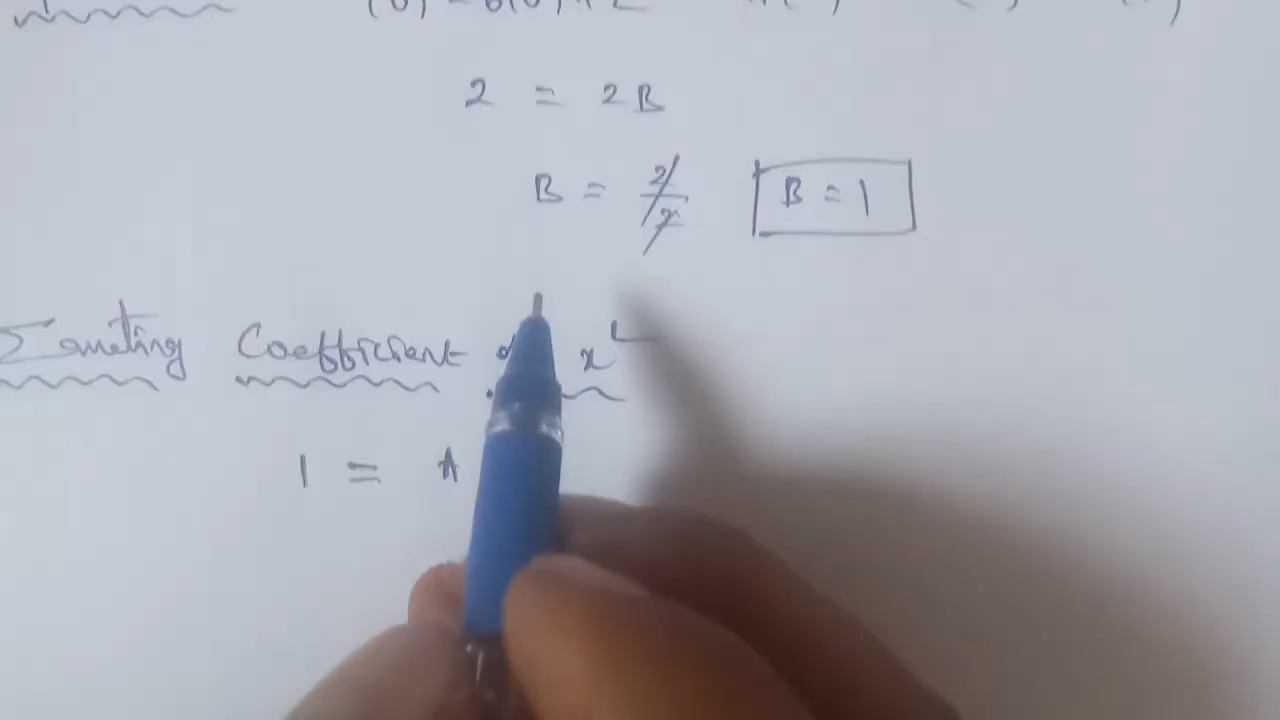 2 = 2B
B = 2/2 B = 1
Equating Coefficient x²
1 = A